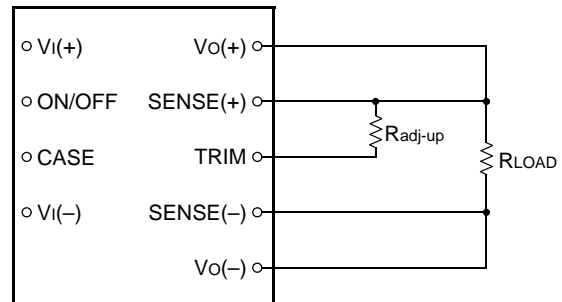 VI(+)
VO(+)
ON/OFF
SENSE(+)
Radj-up
CASE
TRIM
RLOAD
VI(–)
SENSE(–)
VO(–)